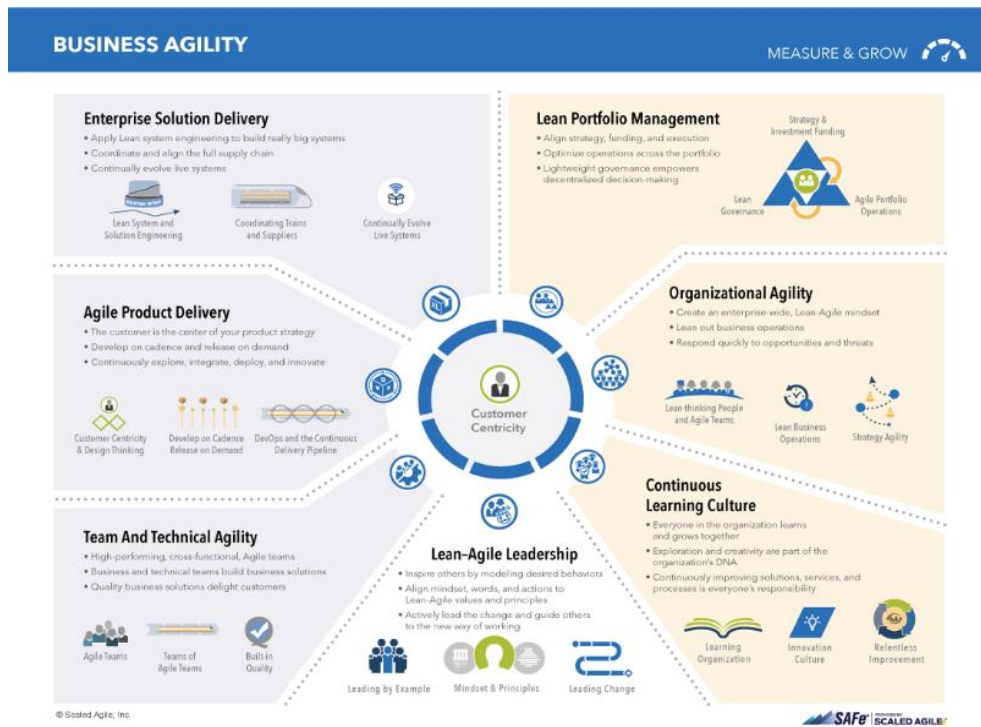 BUSINESS AGILITY
MEASURE & GROW
Enterprise Solution Delivery
• Apply Lean system engineering to build really big systems
• Coordinate and align the full supply chain
• Continually evolve live systems
Lean System and
Solution Engineering
Coordinating Trains
and Suppliers
Continually Evolve
Live Systems
Lean Portfolio Management
• Align strategy, funding, and execution
• Optimize operations across the portfolio
• Lightweight governance empowers
decentralized decision-making
Strategy &
Investment Funding
Lean
Governance
Agile Portfolio
Operations
Agile Product Delivery
• The customer is the center of your product strategy
• Develop on cadence and release on demand
• Continuously explore, integrate, deploy, and innovate
Customer Centricity
& Design Thinking
Develop on Cadence
Release on Demand
DevOps and the Continuous
Delivery Pipeline
Customer
Centricity
Organizational Agility
• Create an enterprise-wide, Lean-Agile mindset
• Lean out business operations
• Respond quickly to opportunities and threats
Lean-thinking People
and Agile Teams
Lean Business
Operations
Strategy Agility
Team And Technical Agility
• High-performing, cross-functional, Agile teams
• Business and technical teams build business solutions
• Quality business solutions delight customers
Agile Teams
Teams of
Agile Teams
Built-in
Quality
Lean-Agile Leadership
• Inspire others by modeling desired behaviors
• Align mindset, words, and actions to
Lean-Agile values and principles
• Actively lead the change and guide others
to the new way of working
Leading by Example
Mindset & Principles
Leading Change
Continuous
Learning Culture
• Everyone in the organization learns
and grows together
• Exploration and creativity are part of the
organization's DNA
• Continuously improving solutions, services, and
processes is everyone's responsibility
Learning
Organization
Innovation
Culture
Relentless
Improvement
© Scaled Agile, Inc.
SAFe® PROVIDED BY SCALED AGILE